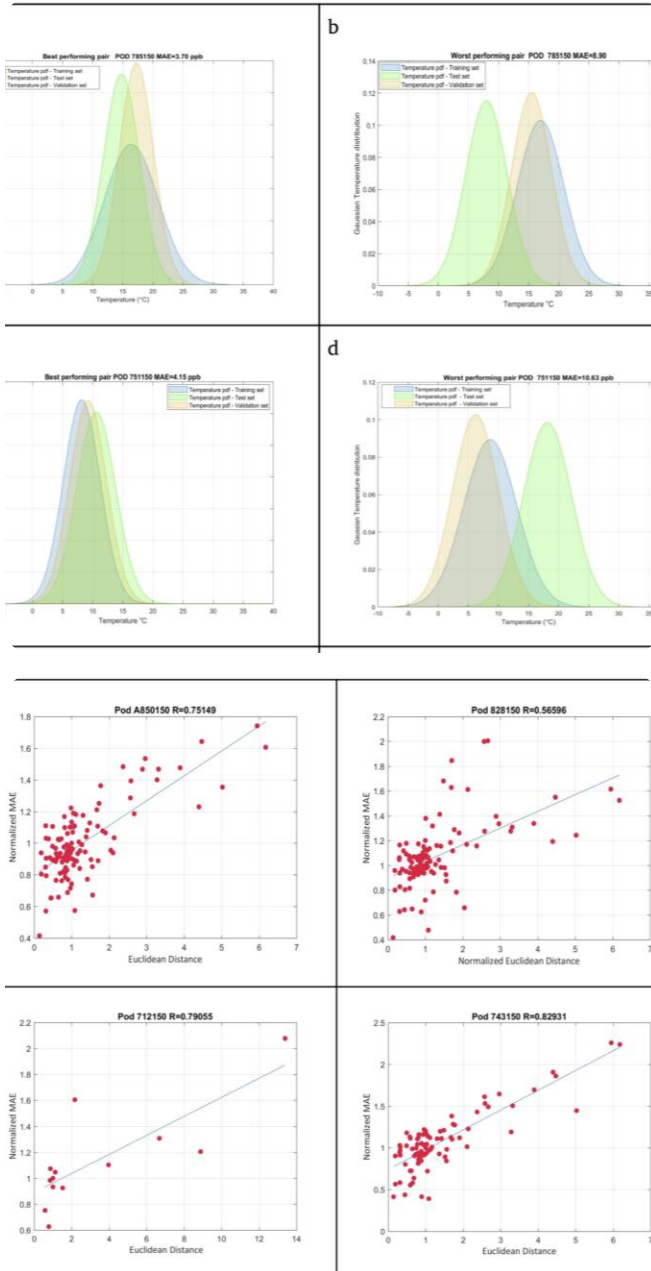 b
Best performing pair POD 785150 MAE=3.70 ppb
Temperature pdf - Training set
Temperature pdf - Test set
Temperature pdf - Validation set
0 5 10 15 20 25 30 35 40
Temperature (°C)
Worst performing pair POD 785150 MAE=8.90
Temperature pdf - Training set
Temperature pdf - Test set
Temperature pdf - Validation set
0.14
0.12
0.1
0.08
0.06
0.04
0.02
0
Gaussian Temperature distribution
-10 -5 0 5 10 15 20 25 30 35
Temperature °C
Best performing pair POD 751150 MAE=4.15 ppb
Temperature pdf - Training set
Temperature pdf - Test set
Temperature pdf - Validation set
0 5 10 15 20 25 30 35 40
Temperature °C
d
Worst performing pair POD 751150 MAE=10.63 ppb
Temperature pdf - Training set
Temperature pdf - Test set
Temperature pdf - Validation set
0.12
0.1
0.08
0.06
0.04
0.02
0
Gaussian Temperature distribution
-10 -5 0 5 10 15 20 25 30 35
Temperature (°C)
Pod A850150 R=0.75149
1.8
1.6
1.4
1.2
1
0.8
0.6
0.4
Normalized MAE
0 1 2 3 4 5 6 7
Euclidean Distance
Pod 828150 R=0.56596
2.2
2
1.8
1.6
1.4
1.2
1
0.8
0.6
0.4
Normalized MAE
0 1 2 3 4 5 6 7
Normalized Euclidean Distance
Pod 712150 R=0.79055
2.2
2
1.8
1.6
1.4
1.2
1
0.8
0.6
Normalized MAE
0 2 4 6 8 10 12 14
Euclidean Distance
Pod 743150 R=0.82931
2.5
2
1.5
1
0.5
0
Normalized MAE
0 1 2 3 4 5 6 7
Euclidean Distance